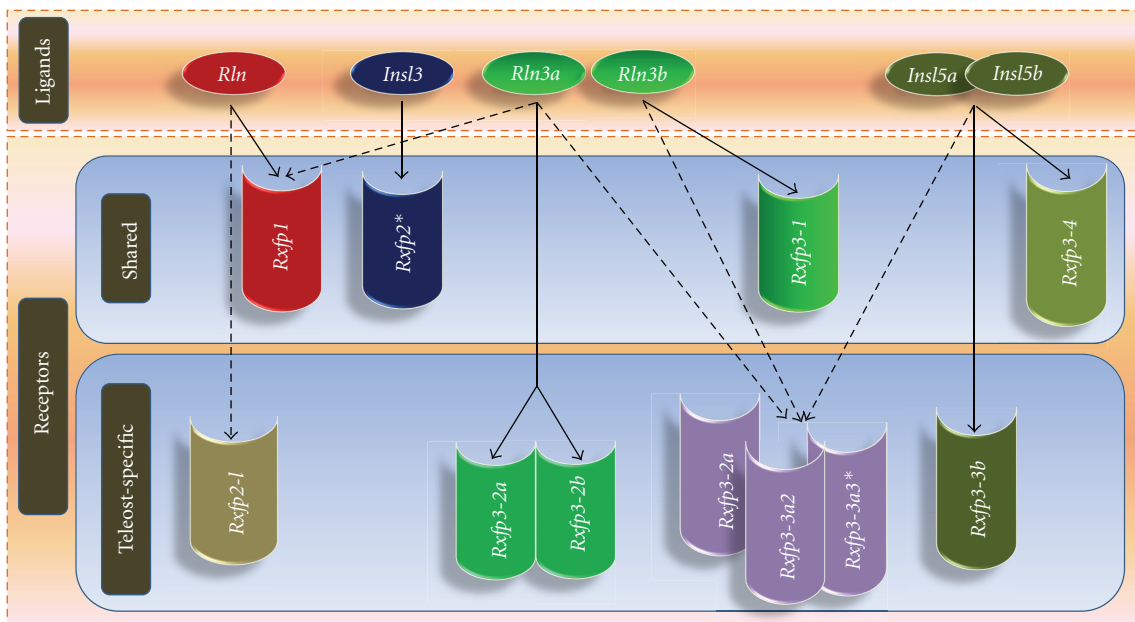 Ligands
Rln
Insl3
Rln3a
Rln3b
Insl5a
Insl5b
Receptors
Shared
Rxfp1
Rxfp2*
Rxfp3-1
Rxfp3-4
Teleost-specific
Rxfp2-l
Rxfp3-2a
Rxfp3-2b
Rxfp3-2a
Rxfp3-3a2
Rxfp3-3a3*
Rxfp3-3b